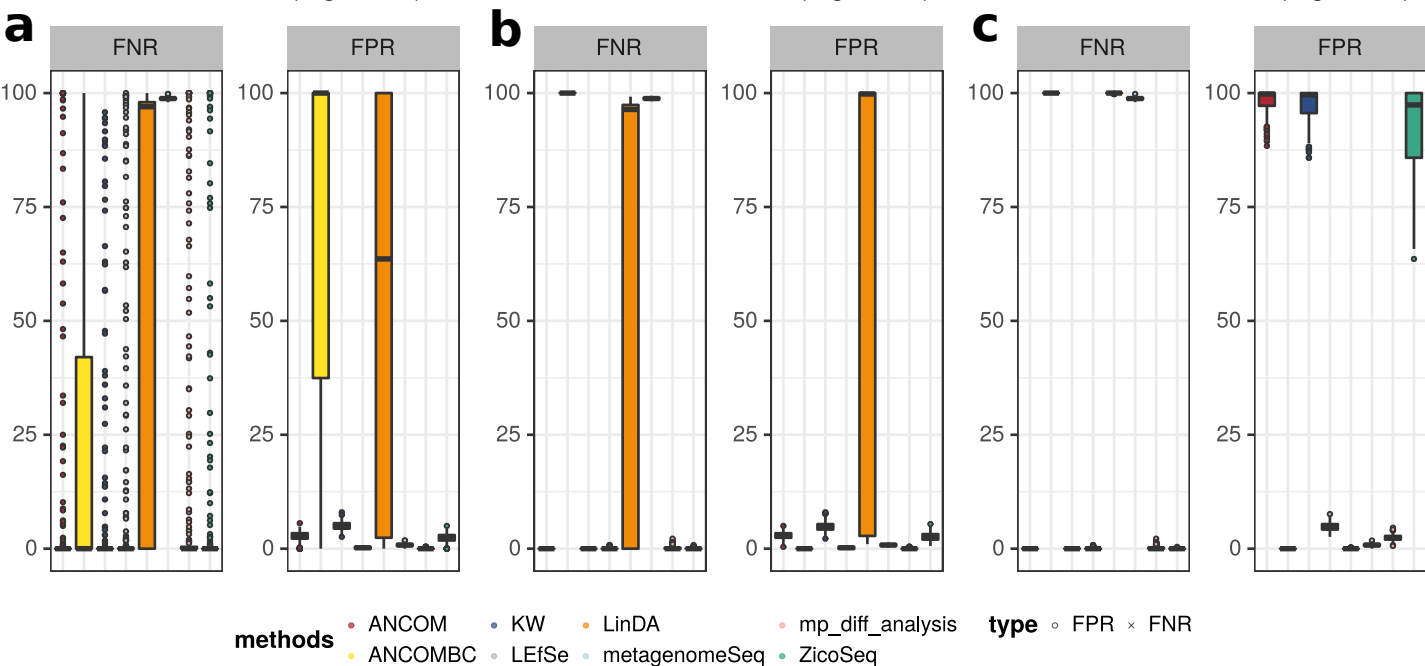 a b c
FNR FPR FNR FPR FNR FPR
100 100 100 100 100 100
75 75 75 75 75 75
50 50 50 50 50 50
25 25 25 25 25 25
0 0 0 0 0 0
methods ANCOM KW LinDA mp_diff_analysis type FPR FNR
ANCOMBC LEfSe metagenomeSeq ZicoSeq